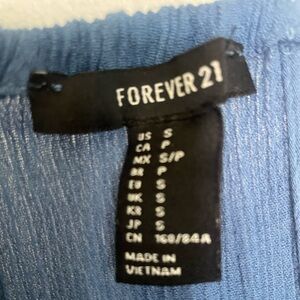 FOREVER 21
US S
CA P
MX S/P
BR P
EU S
UK S
KR S
JP S
CN 160/84A
MADE IN
VIETNAM